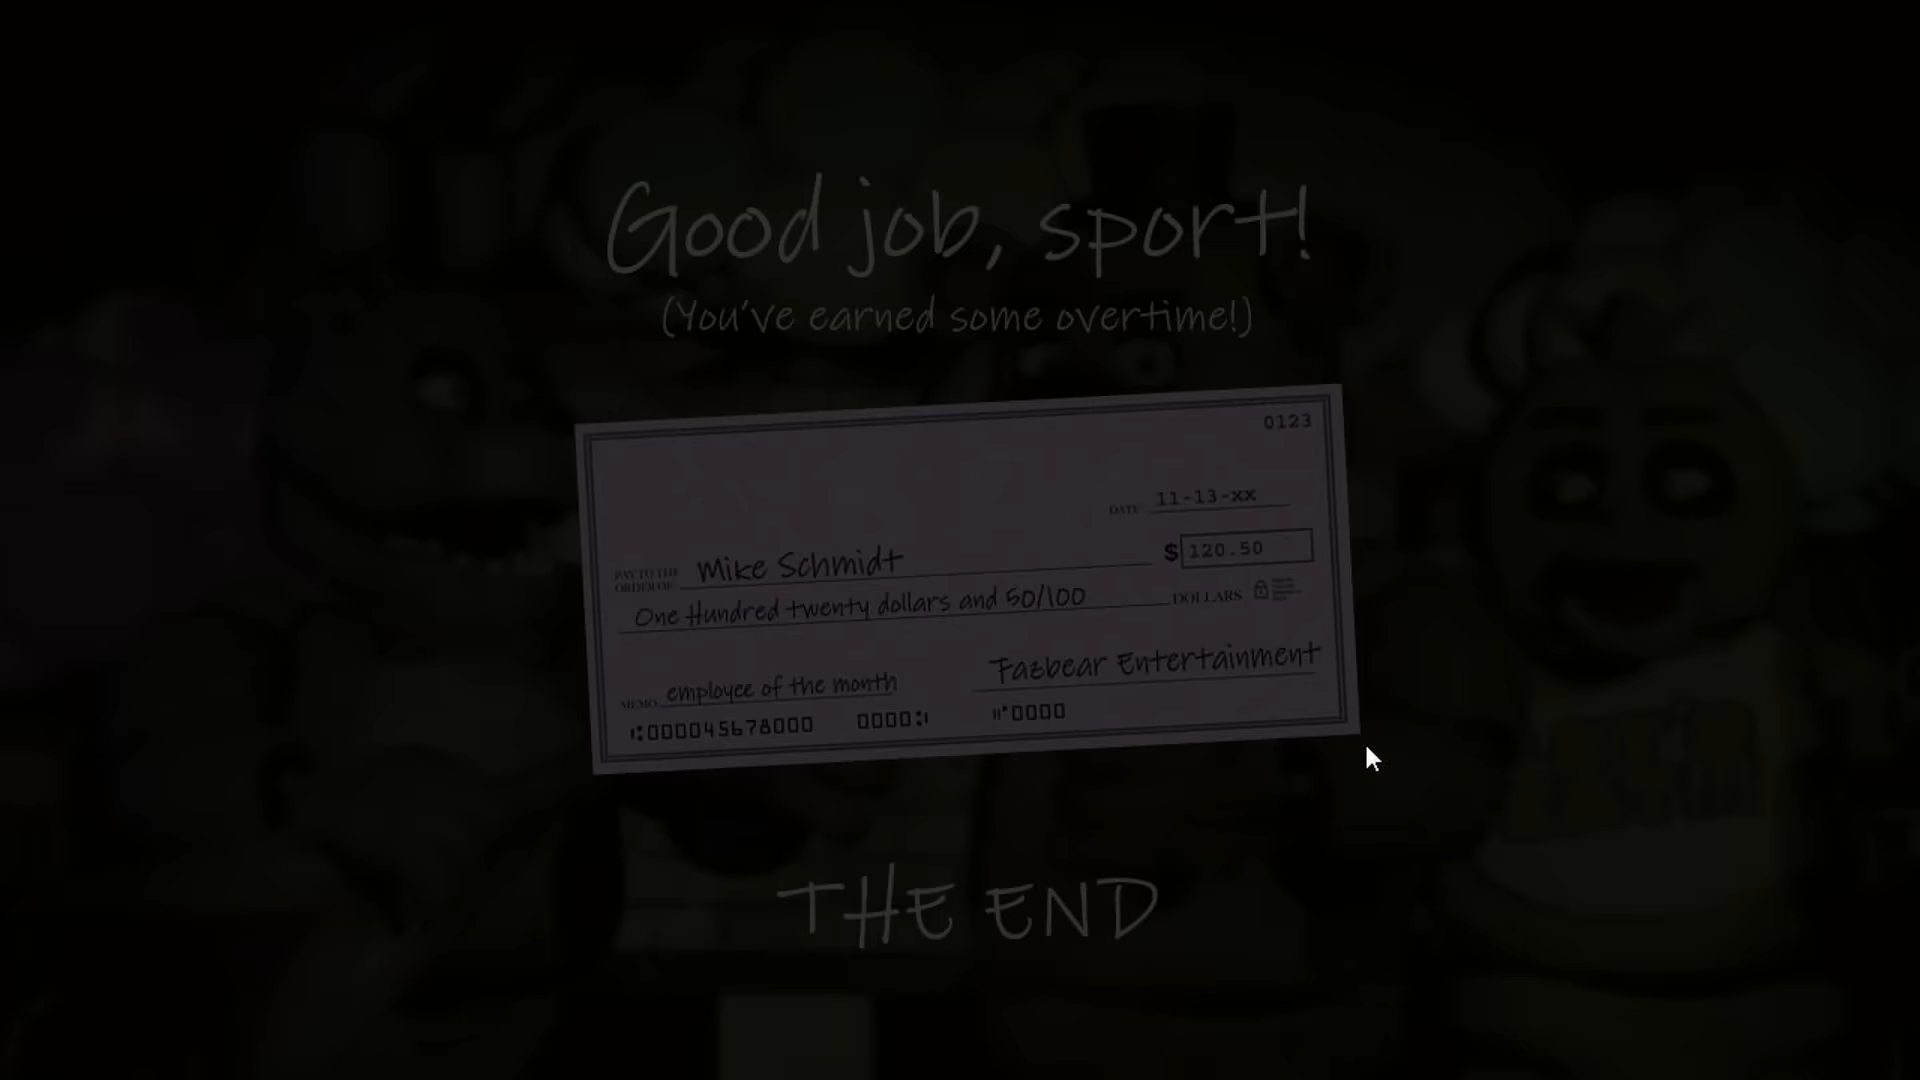 Good job, sport!
(You've earned some overtime!)
0123
DATE 11-13-xx
PAY TO THE
ORDER OF Mike Schmidt $ 120.50
One Hundred twenty dollars and 50/100 DOLLARS
MEMO employee of the month Fazbear Entertainment
⑆000045678000 0000⑆ ⑈0000
THE END